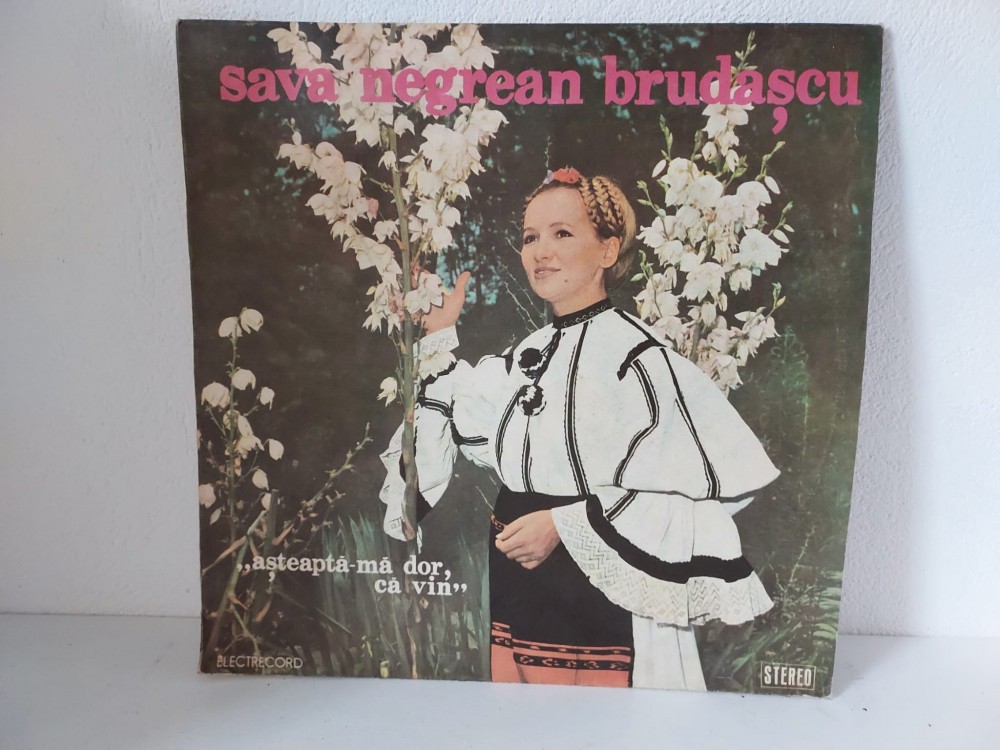 sava negrean brudașcu
„așteaptă-mă dor,
că vin”
ELECTRECORD
STEREO